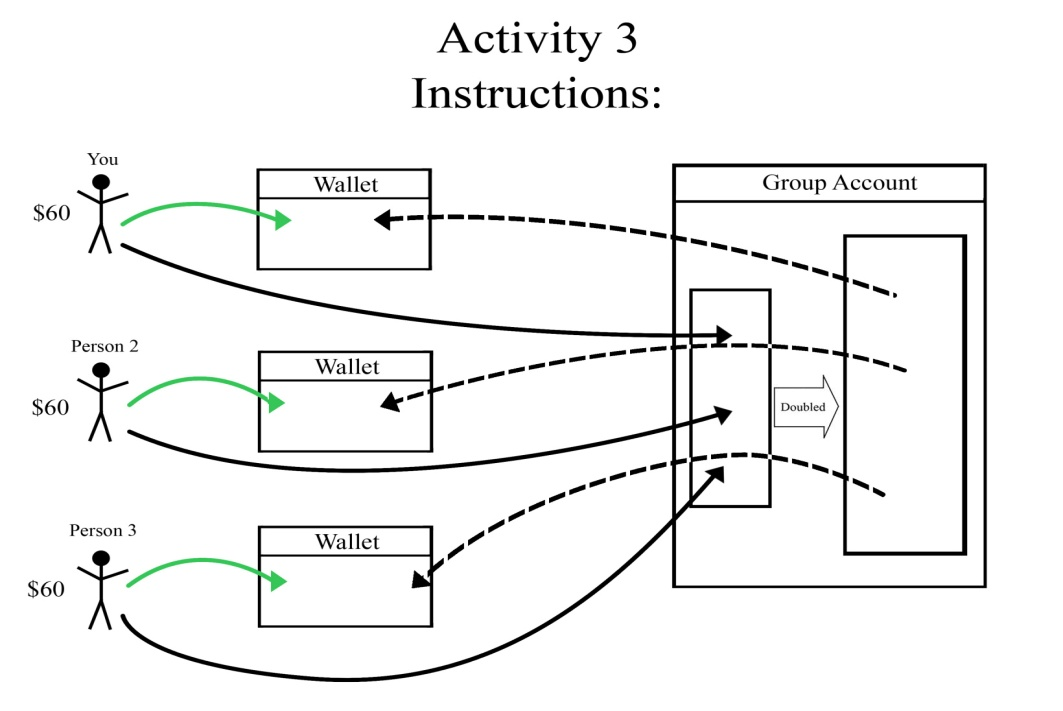 Activity 3
Instructions:
You
$60
Wallet
Group Account
Person 2
$60
Wallet
Doubled
Person 3
$60
Wallet